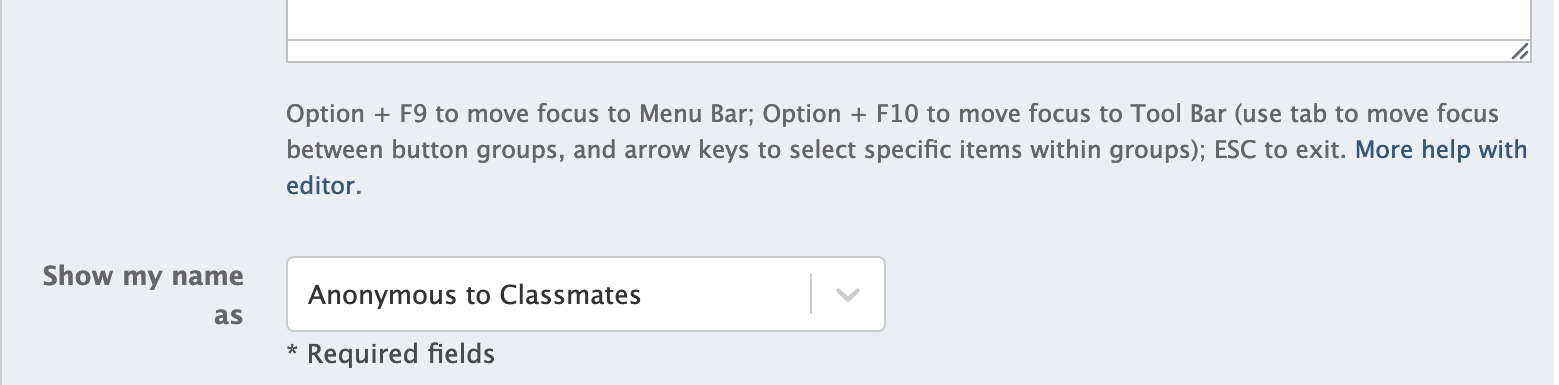 Option + F9 to move focus to Menu Bar; Option + F10 to move focus to Tool Bar (use tab to move focus
between button groups, and arrow keys to select specific items within groups); ESC to exit. More help with
editor.
Show my name
as
Anonymous to Classmates
* Required fields